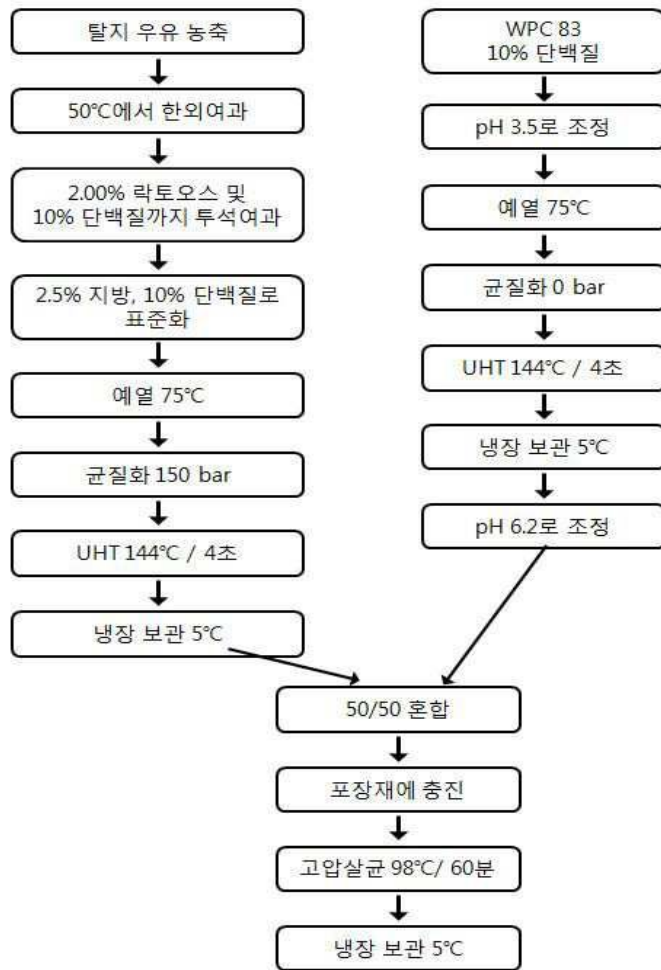 탈지 우유 농축
50℃에서 한외여과
2.00% 락토오스 및
10% 단백질까지 투석여과
2.5% 지방, 10% 단백질로
표준화
예열 75℃
균질화 150 bar
UHT 144℃ / 4초
냉장 보관 5℃
WPC 83
10% 단백질
pH 3.5로 조정
예열 75℃
균질화 0 bar
UHT 144℃ / 4초
냉장 보관 5℃
pH 6.2로 조정
50/50 혼합
포장재에 충진
고압살균 98℃/ 60분
냉장 보관 5℃